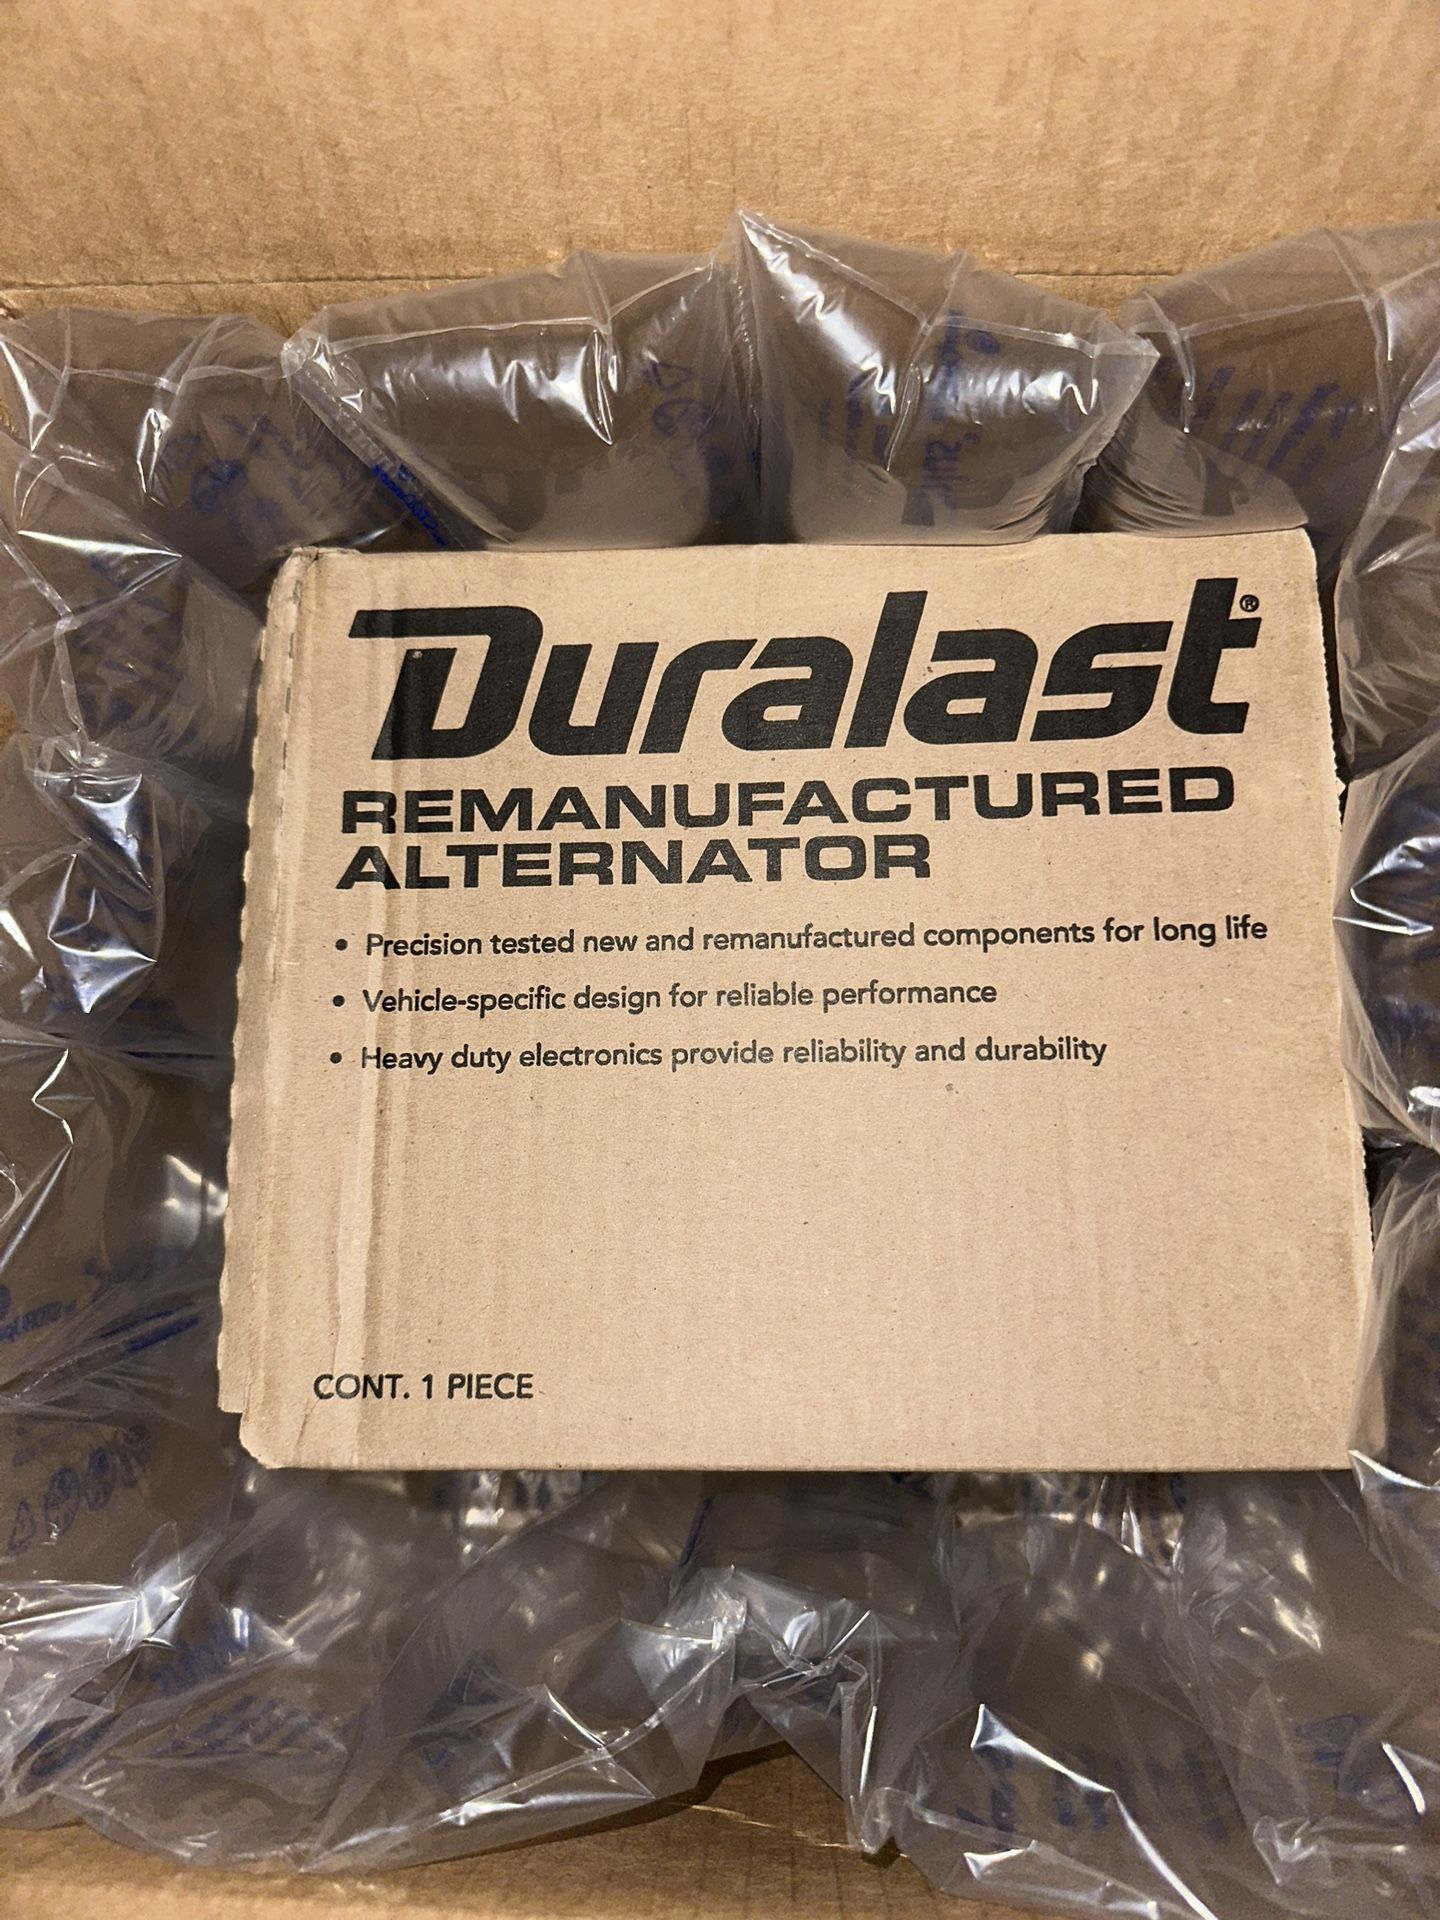 Duralast®
REMANUFACTURED
ALTERNATOR
• Precision tested new and remanufactured components for long life
• Vehicle-specific design for reliable performance
• Heavy duty electronics provide reliability and durability
CONT. 1 PIECE